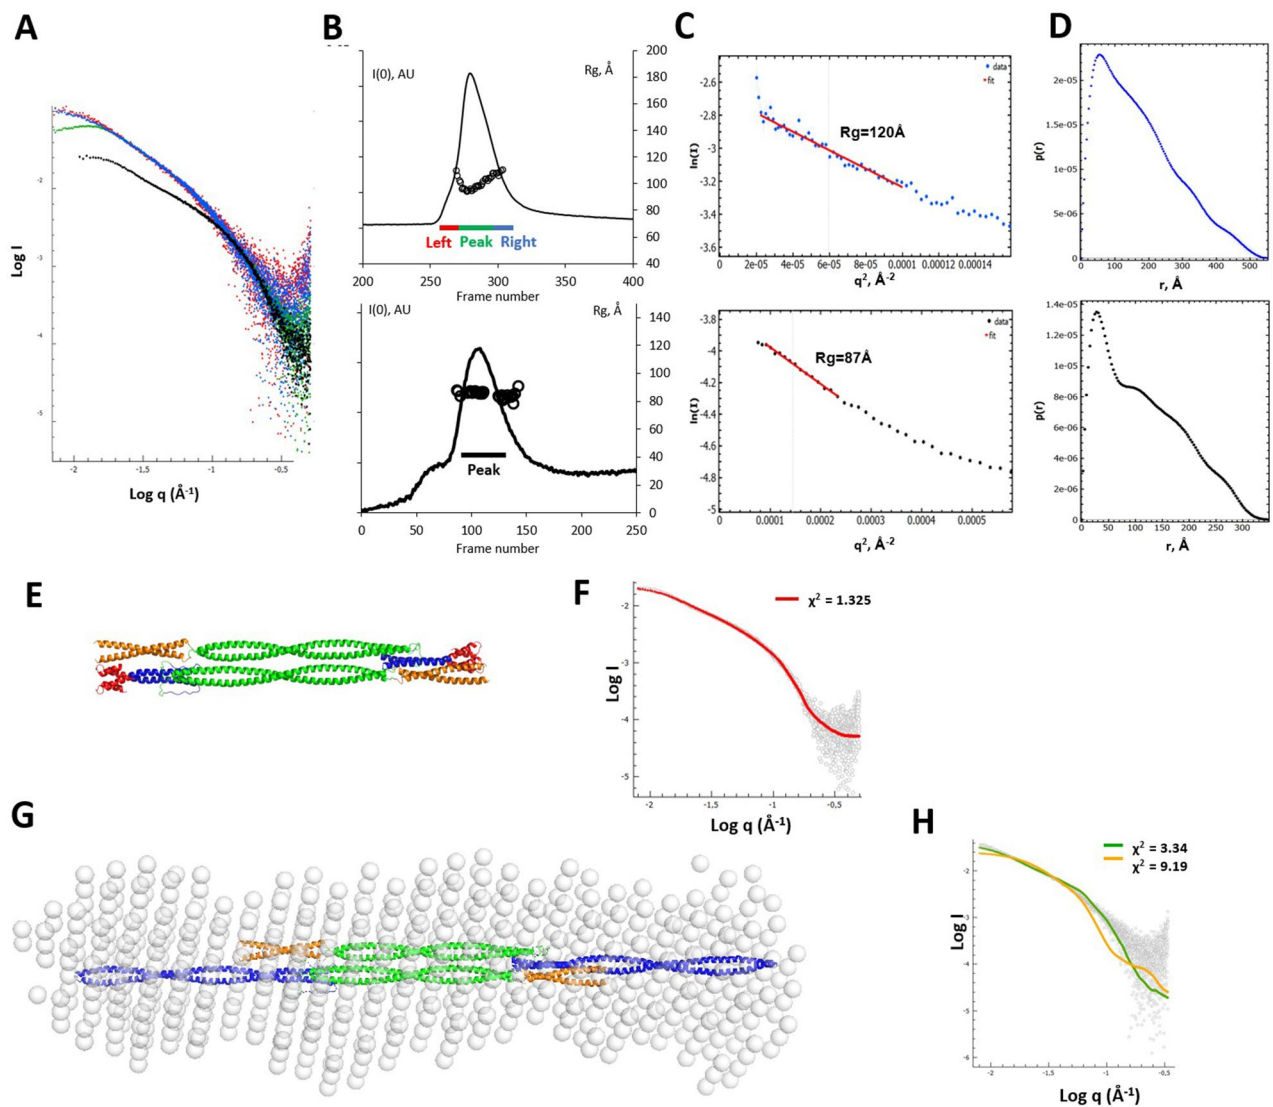 A
Log I
-2
-3
-4
-5
-2
-1,5
-1
-0,5
Log q (Å-1)
B
I(0), AU
Rg, Å
200
180
160
140
120
100
80
60
40
Left
Peak
Right
200
250
300
350
400
Frame number
I(0), AU
Rg, Å
140
120
100
80
60
40
20
0
Peak
0
50
100
150
200
250
Frame number
C
ln(I)
-2.6
-2.8
-3
-3.2
-3.4
-3.6
data
fit
Rg=120Å
0
2e-05
4e-05
6e-05
8e-05
0.0001
0.00012
0.00014
q2, Å-2
ln(I)
-3.8
-4
-4.2
-4.4
-4.6
-4.8
-5
data
fit
Rg=87Å
0
0.0001
0.0002
0.0003
0.0004
0.0005
q2, Å-2
D
p(r)
2e-05
1.5e-05
1e-05
5e-06
0
0
100
200
300
400
500
r, Å
p(r)
1.4e-05
1.2e-05
1e-05
8e-06
6e-06
4e-06
2e-06
0
0
50
100
150
200
250
300
r, Å
E
F
Log I
-2
-3
-4
-5
χ2 = 1.325
-2
-1,5
-1
-0,5
Log q (Å-1)
G
H
Log I
-2
-3
-4
-5
-6
χ2 = 3.34
χ2 = 9.19
-2
-1,5
-1
-0,5
Log q (Å-1)